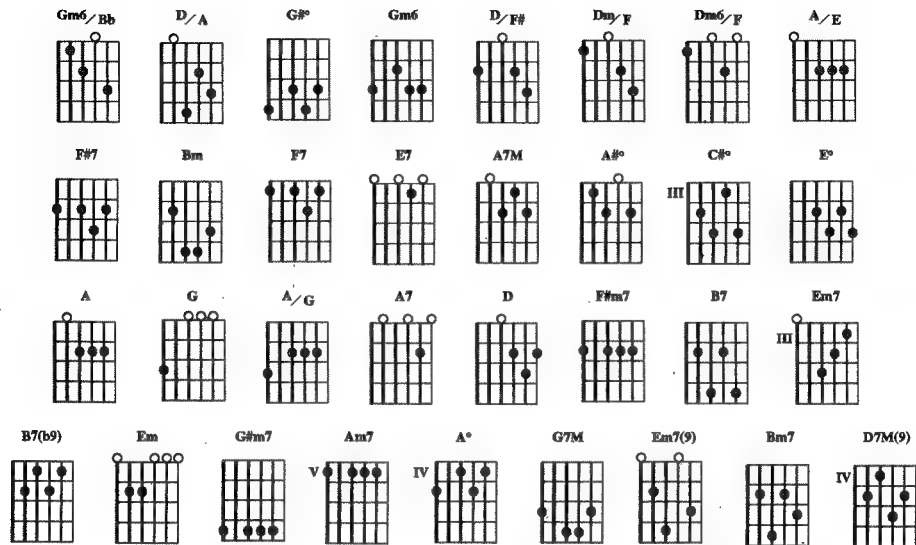 Gm6/Bb D/A G#° Gm6 D/F# Dm/F Dm6/F A/E
F#7 Bm F7 E7 A7M A#° C#° E°
III
A G A/G A7 D F#m7 B7 Em7
III
B7(b9) Em G#m7 Am7 A° G7M Em7(9) Bm7 D7M(9)
V IV IV